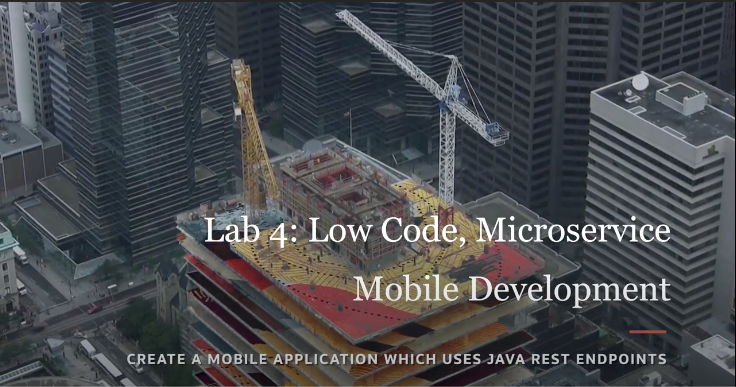 Lab 4: Low Code, Microservice
Mobile Development
CREATE A MOBILE APPLICATION WHICH USES JAVA REST ENDPOINTS